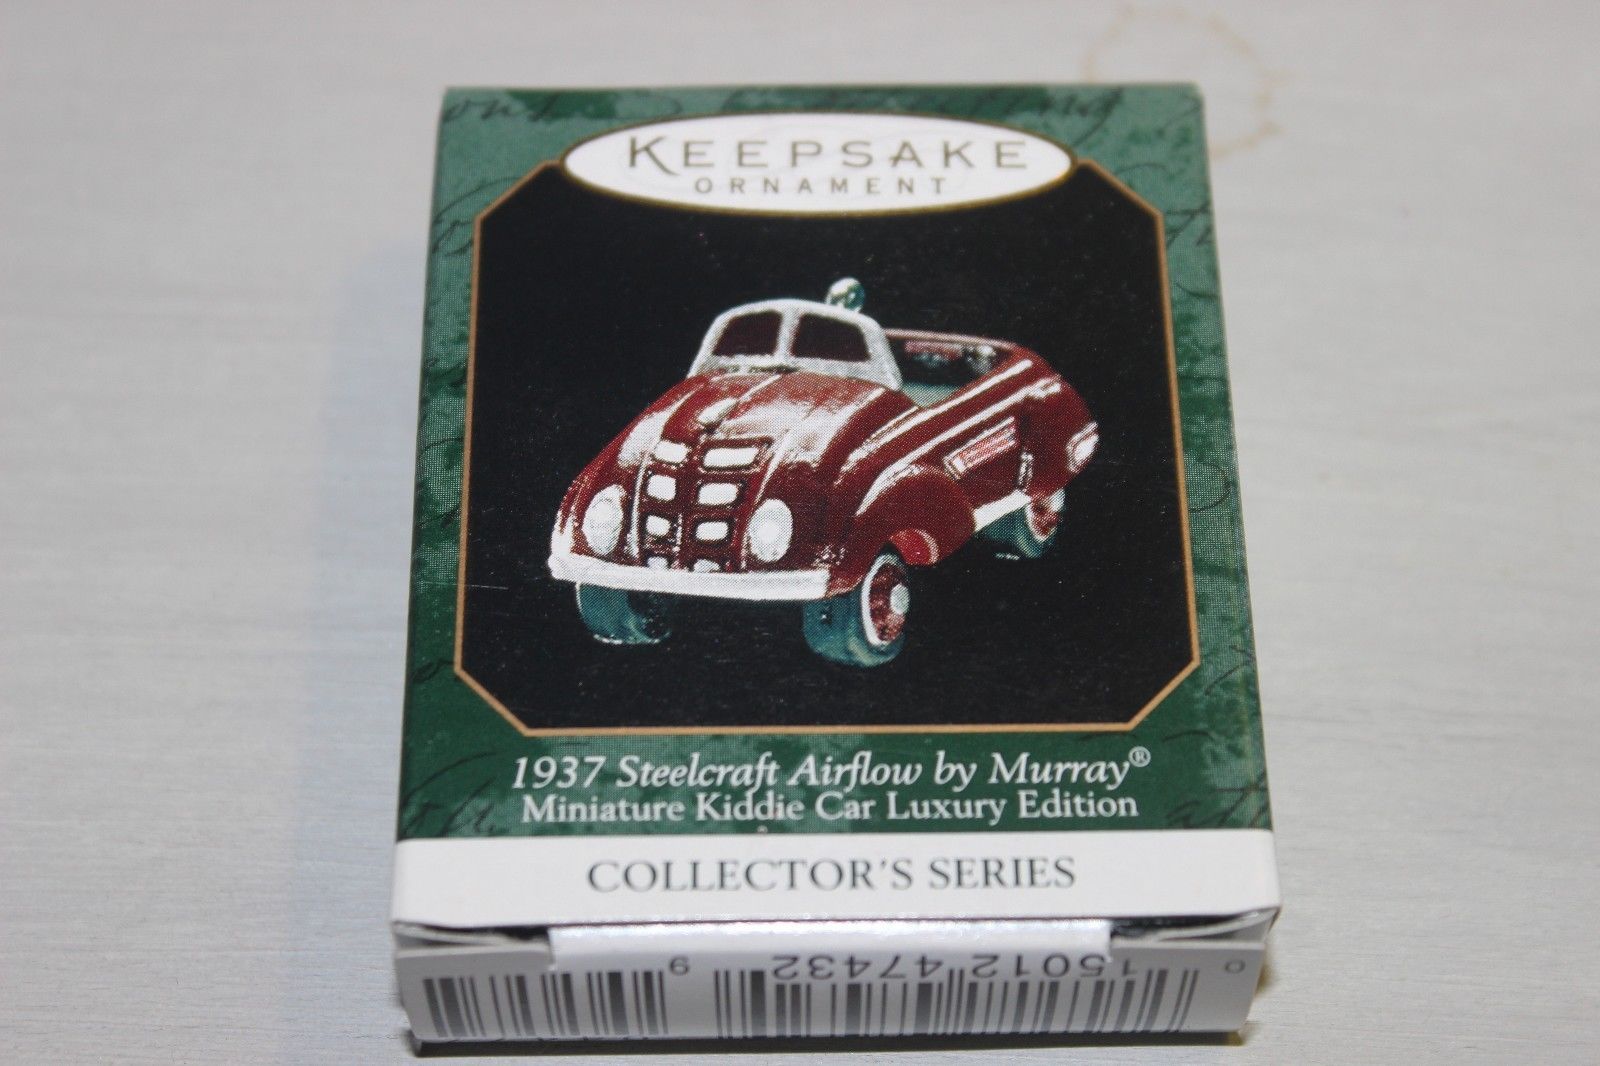 KEEPSAKE
ORNAMENT
1937 Steelcraft Airflow by Murray®
Miniature Kiddie Car Luxury Edition
COLLECTOR'S SERIES
0 15012 47432 9